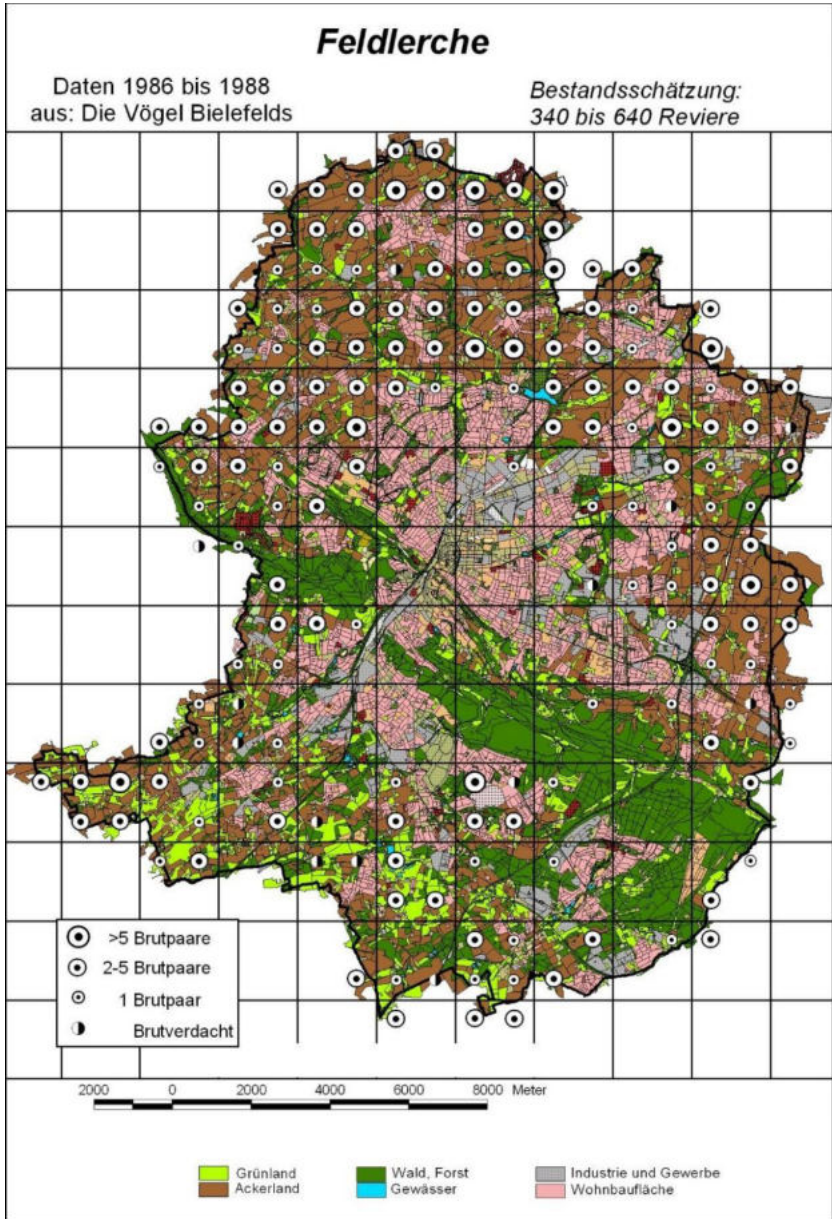 Feldlerche
Daten 1986 bis 1988
aus: Die Vögel Bielefelds
Bestandsschätzung:
340 bis 640 Reviere
>5 Brutpaare
2-5 Brutpaare
1 Brutpaar
Brutverdacht
2000 0 2000 4000 6000 8000 Meter
Grünland
Ackerland
Wald, Forst
Gewässer
Industrie und Gewerbe
Wohnbaufläche